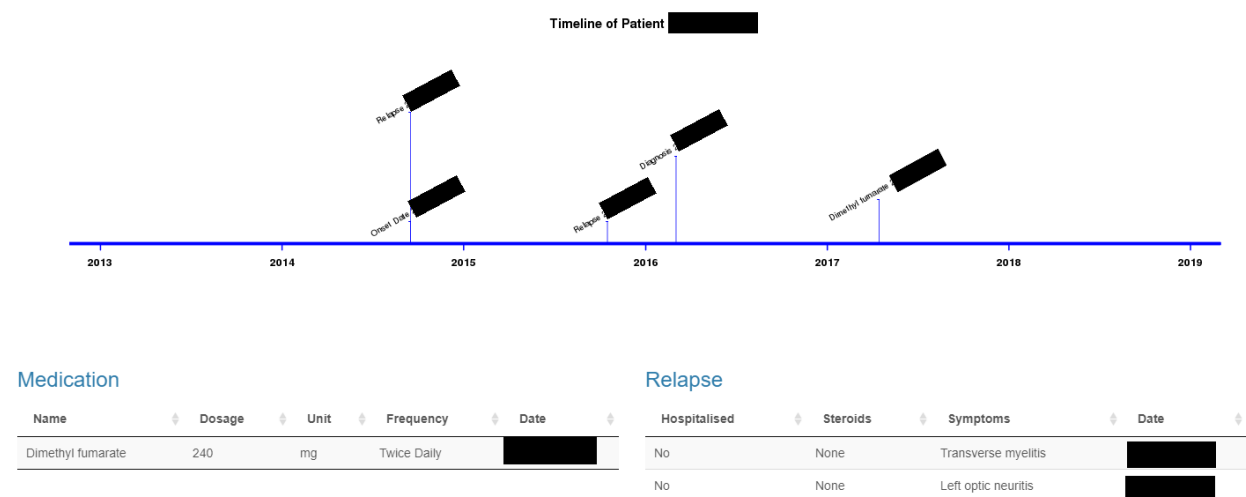 Timeline of Patient
Relapse
Diagnosis
Dimethyl fumarate
Onset Date
Relapse
2013 2014 2015 2016 2017 2018 2019
Medication
Name Dosage Unit Frequency Date
Dimethyl fumarate 240 mg Twice Daily
Relapse
Hospitalised Steroids Symptoms Date
No None Transverse myelitis
No None Left optic neuritis